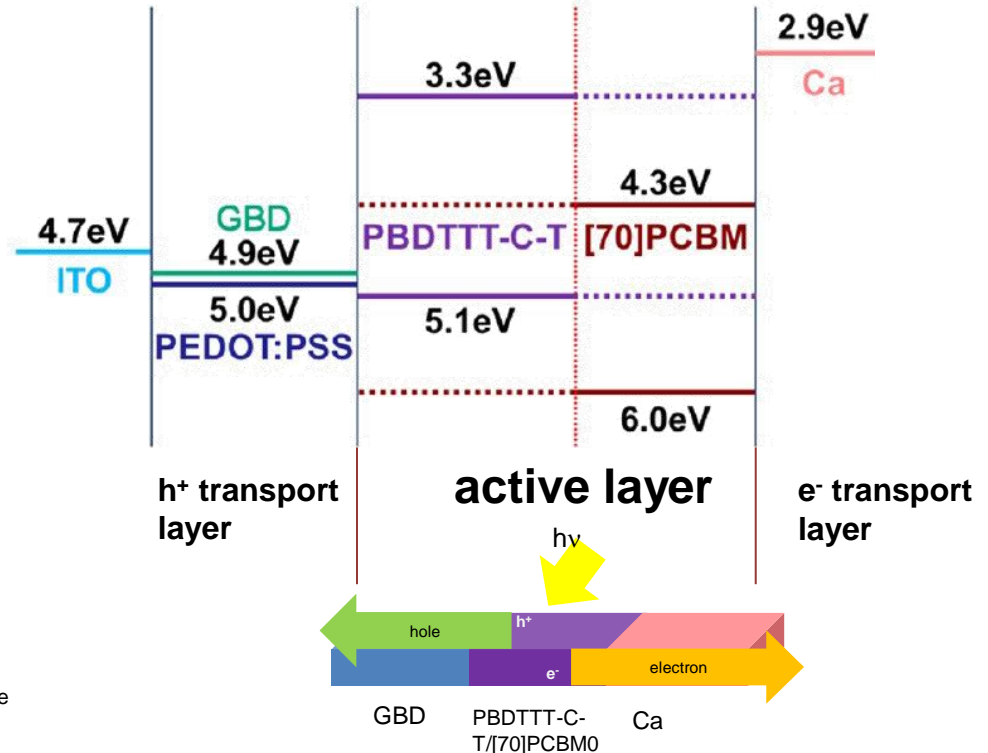 2.9eV
Ca
3.3eV
4.3eV
4.7eV
ITO
GBD
4.9eV
PBDTTT-C-T
[70]PCBM
5.0eV
PEDOT:PSS
5.1eV
6.0eV
h⁺ transport
layer
active layer
e⁻ transport
layer
hν
hole
h⁺
e⁻
electron
e
GBD
PBDTTT-C-
T/[70]PCBM0
Ca